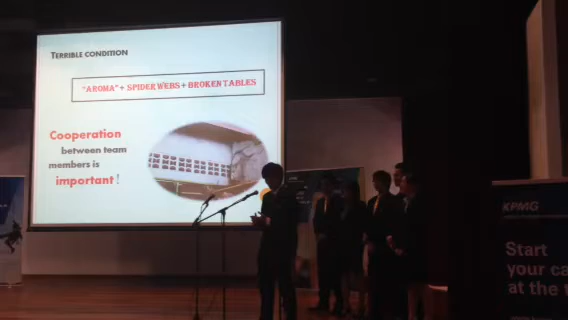 TERRIBLE CONDITION
"AROMA" + SPIDER WEBS + BROKEN TABLES
Cooperation
between team
members is
important!
KPMG
Start
your ca
at the t